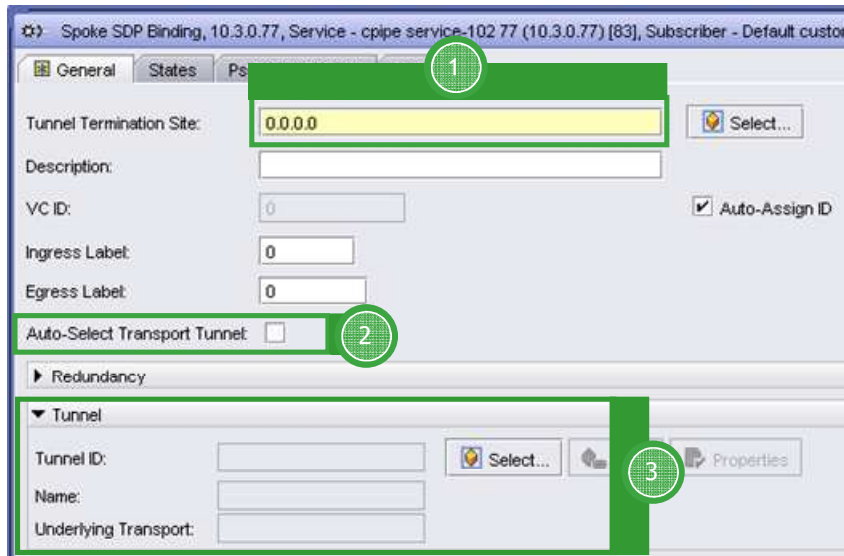 Spoke SDP Binding, 10.3.0.77, Service - cpipe service-102 77 (10.3.0.77) [83], Subscriber - Default custo
General States Ps
1
Tunnel Termination Site: 0.0.0.0 Select...
Description:
VC ID: 0 Auto-Assign ID
Ingress Label: 0
Egress Label: 0
Auto-Select Transport Tunnel: 2
Redundancy
Tunnel
Tunnel ID: Select... 3 Properties
Name:
Underlying Transport: